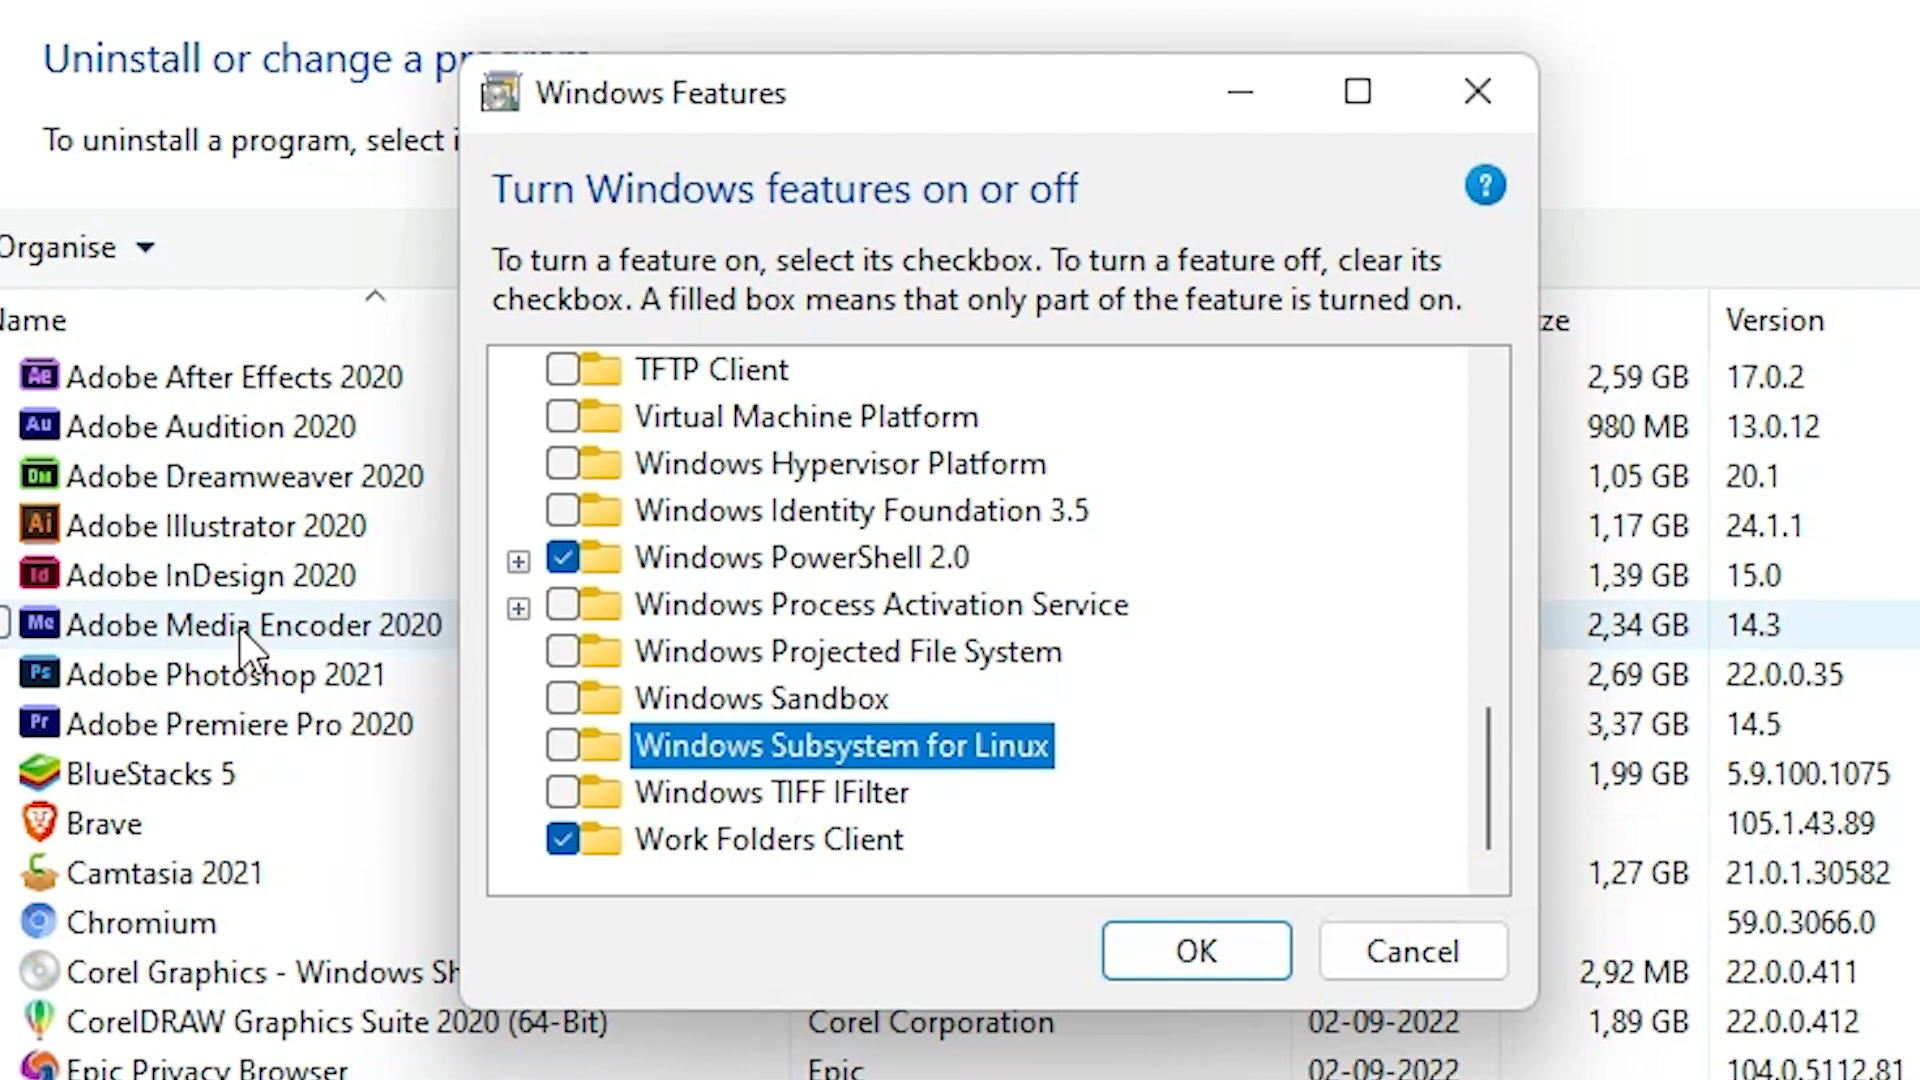 Uninstall or change a
To uninstall a program, select
Windows Features
Turn Windows features on or off
?
To turn a feature on, select its checkbox. To turn a feature off, clear its
checkbox. A filled box means that only part of the feature is turned on.
Organise
Version
TFTP Client
Virtual Machine Platform
Windows Hypervisor Platform
Windows Identity Foundation 3.5
Windows PowerShell 2.0
Windows Process Activation Service
Windows Projected File System
Windows Sandbox
Windows Subsystem for Linux
Windows TIFF IFilter
Work Folders Client
OK
Cancel
Ae Adobe After Effects 2020 2,59 GB 17.0.2
Au Adobe Audition 2020 980 MB 13.0.12
Dw Adobe Dreamweaver 2020 1,05 GB 20.1
Ai Adobe Illustrator 2020 1,17 GB 24.1.1
Id Adobe InDesign 2020 1,39 GB 15.0
Me Adobe Media Encoder 2020 2,34 GB 14.3
Ps Adobe Photoshop 2021 2,69 GB 22.0.0.35
Pr Adobe Premiere Pro 2020 3,37 GB 14.5
BlueStacks 5 1,99 GB 5.9.100.1075
Brave 105.1.43.89
Camtasia 2021 1,27 GB 21.0.1.30582
Chromium 59.0.3066.0
Corel Graphics - Windows 2,92 MB 22.0.0.411
CorelDRAW Graphics Suite 2020 (64-Bit) Corel Corporation 02-09-2022 1,89 GB 22.0.0.412
Epic Privacy Browser Epic 02-09-2022 104.0.5112.81